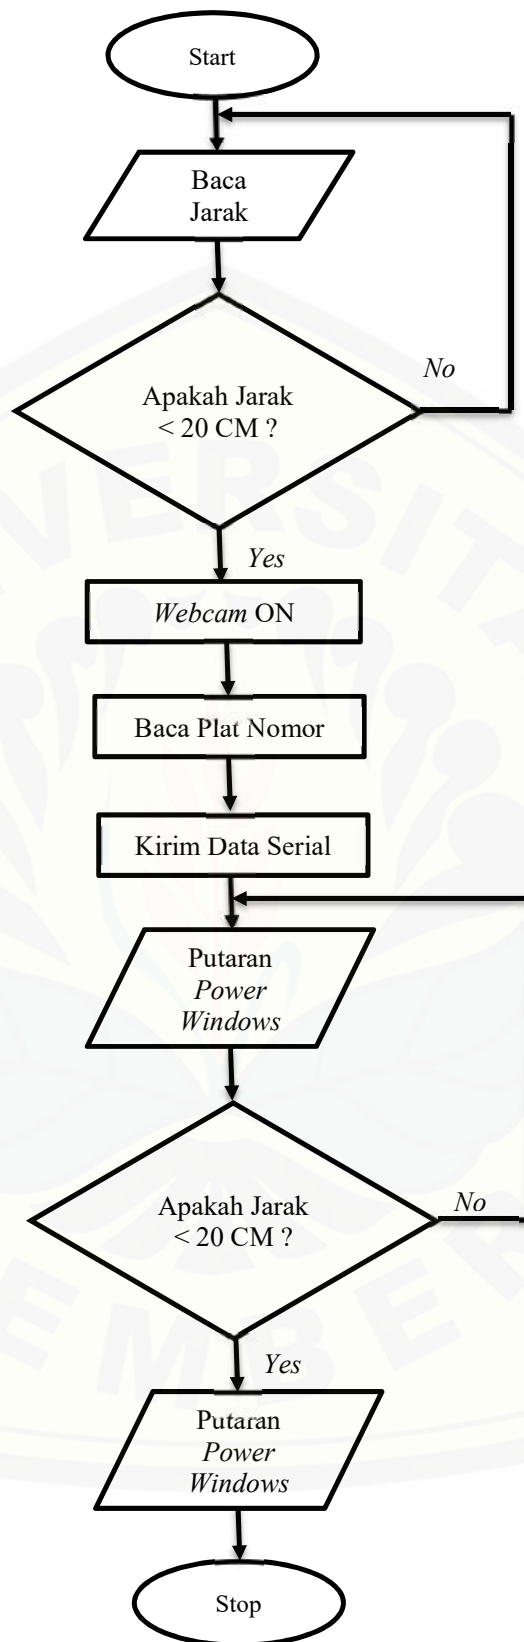 Start
Baca
Jarak
No
Apakah Jarak
< 20 CM ?
Yes
Webcam ON
Baca Plat Nomor
Kirim Data Serial
Putaran
Power
Windows
No
Apakah Jarak
< 20 CM ?
Yes
Putaran
Power
Windows
Stop